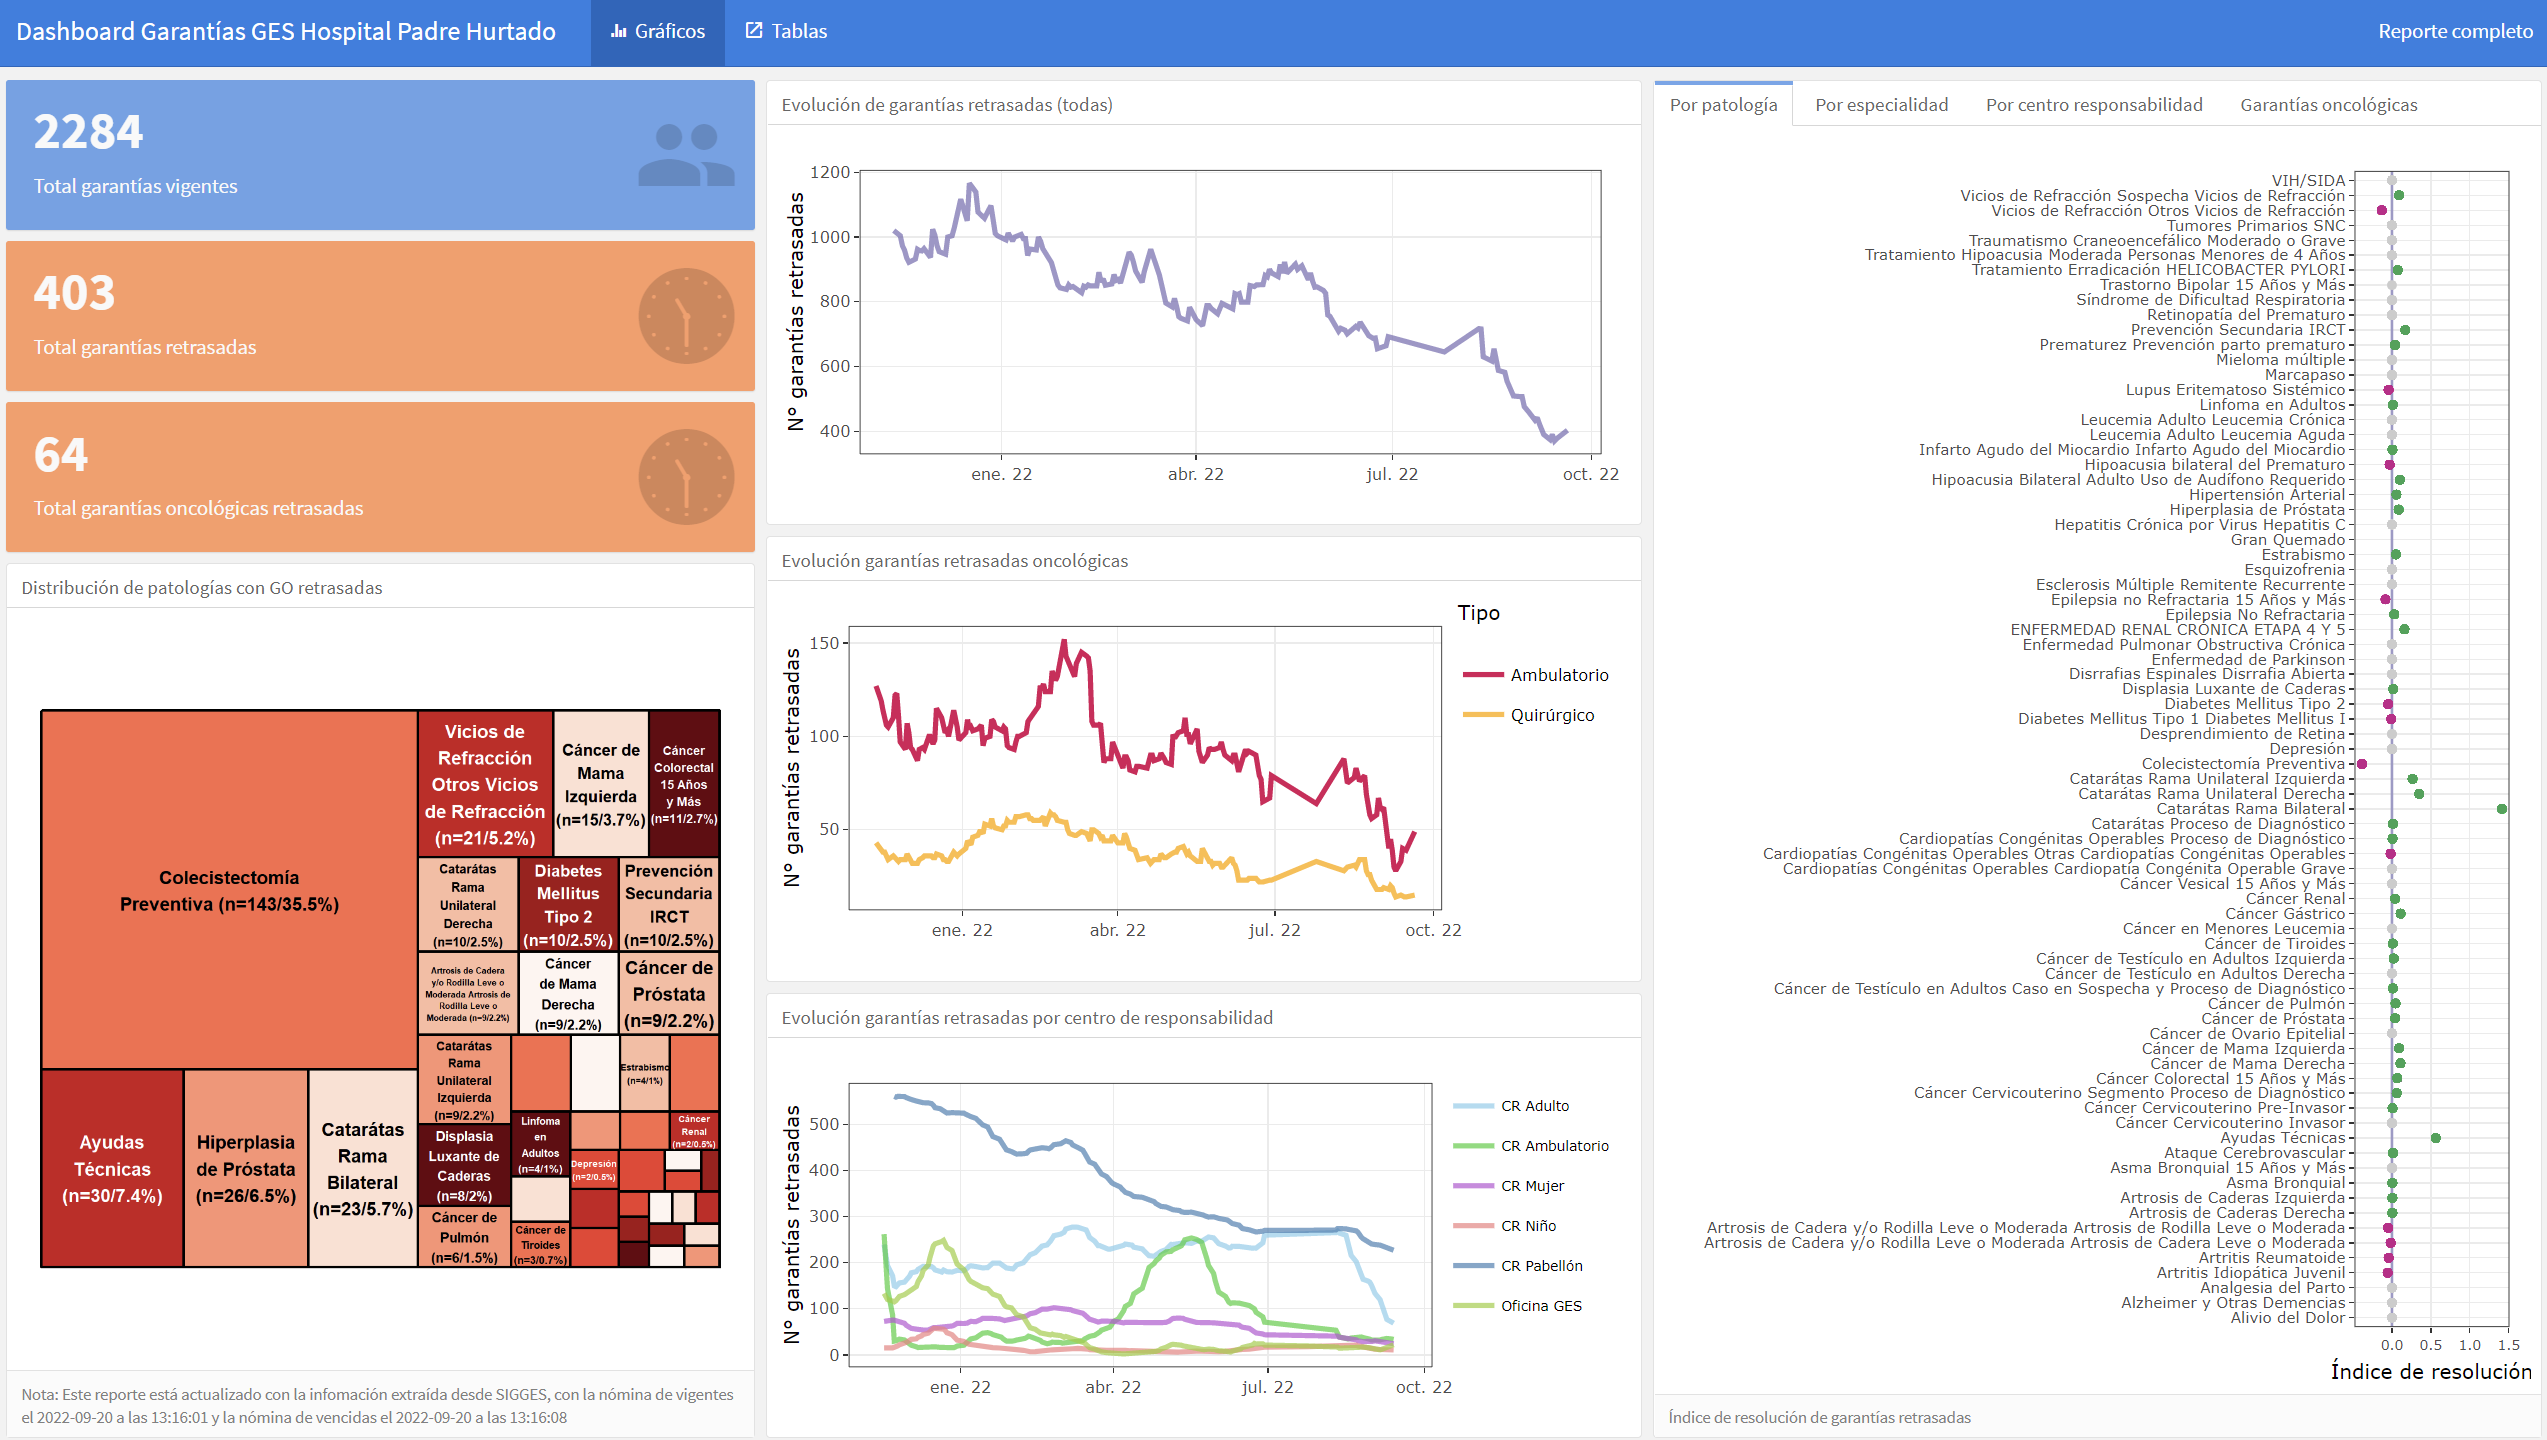 Dashboard Garantías GES Hospital Padre Hurtado
Gráficos
Tablas
Reporte completo
2284
Total garantías vigentes
403
Total garantías retrasadas
64
Total garantías oncológicas retrasadas
Distribución de patologías con GO retrasadas
Colecistectomía
Preventiva (n=143/35.5%)
Ayudas
Técnicas
(n=30/7.4%)
Hiperplasia
de Próstata
(n=26/6.5%)
Catarátas
Rama
Bilateral
(n=23/5.7%)
Vicios de
Refracción
Otros Vicios
de Refracción
(n=21/5.2%)
Cáncer de
Mama
Izquierda
(n=15/3.7%)
Cáncer
Colorectal
15 Años
y Más
(n=11/2.7%)
Catarátas
Rama
Unilateral
Derecha
(n=10/2.5%)
Diabetes
Mellitus
Tipo 2
(n=10/2.5%)
Prevención
Secundaria
IRCT
(n=10/2.5%)
Artrosis de Cadera
y/o Rodilla Leve o
Moderada Artrosis de
Rodilla Leve o
Moderada (n=9/2.2%)
Cáncer
de Mama
Derecha
(n=9/2.2%)
Cáncer de
Próstata
(n=9/2.2%)
Catarátas
Rama
Unilateral
Izquierda
(n=9/2.2%)
Displasia
Luxante de
Caderas
(n=8/2%)
Cáncer de
Pulmón
(n=6/1.5%)
Estrabismo
(n=4/1%)
Linfoma
en
Adultos
(n=4/1%)
Cáncer de
Tiroides
(n=3/0.7%)
Cáncer
Renal
(n=2/0.5%)
Depresión
(n=2/0.5%)
Nota: Este reporte está actualizado con la infomación extraída desde SIGGES, con la nómina de vigentes
el 2022-09-20 a las 13:16:01 y la nómina de vencidas el 2022-09-20 a las 13:16:08
Evolución de garantías retrasadas (todas)
N° garantías retrasadas
1200
1000
800
600
400
ene. 22
abr. 22
jul. 22
oct. 22
Evolución garantías retrasadas oncológicas
N° garantías retrasadas
150
100
50
ene. 22
abr. 22
jul. 22
oct. 22
Tipo
Ambulatorio
Quirúrgico
Evolución garantías retrasadas por centro de responsabilidad
N° garantías retrasadas
500
400
300
200
100
0
ene. 22
abr. 22
jul. 22
oct. 22
CR Adulto
CR Ambulatorio
CR Mujer
CR Niño
CR Pabellón
Oficina GES
Por patología
Por especialidad
Por centro responsabilidad
Garantías oncológicas
VIH/SIDA
Vicios de Refracción Sospecha Vicios de Refracción
Vicios de Refracción Otros Vicios de Refracción
Tumores Primarios SNC
Traumatismo Craneoencefálico Moderado o Grave
Tratamiento Hipoacusia Moderada Personas Menores de 4 Años
Tratamiento Erradicación HELICOBACTER PYLORI
Trastorno Bipolar 15 Años y Más
Síndrome de Dificultad Respiratoria
Retinopatía del Prematuro
Prevención Secundaria IRCT
Prematurez Prevención parto prematuro
Mieloma múltiple
Marcapaso
Lupus Eritematoso Sistémico
Linfoma en Adultos
Leucemia Adulto Leucemia Crónica
Leucemia Adulto Leucemia Aguda
Infarto Agudo del Miocardio Infarto Agudo del Miocardio
Hipoacusia bilateral del Prematuro
Hipoacusia Bilateral Adulto Uso de Audífono Requerido
Hipertensión Arterial
Hiperplasia de Próstata
Hepatitis Crónica por Virus Hepatitis C
Gran Quemado
Estrabismo
Esquizofrenia
Esclerosis Múltiple Remitente Recurrente
Epilepsia no Refractaria 15 Años y Más
Epilepsia No Refractaria
ENFERMEDAD RENAL CRÓNICA ETAPA 4 Y 5
Enfermedad Pulmonar Obstructiva Crónica
Enfermedad de Parkinson
Disrrafias Espinales Disrrafia Abierta
Displasia Luxante de Caderas
Diabetes Mellitus Tipo 2
Diabetes Mellitus Tipo 1 Diabetes Mellitus I
Desprendimiento de Retina
Depresión
Colecistectomía Preventiva
Catarátas Rama Unilateral Izquierda
Catarátas Rama Unilateral Derecha
Catarátas Rama Bilateral
Catarátas Proceso de Diagnóstico
Cardiopatías Congénitas Operables Proceso de Diagnóstico
Cardiopatías Congénitas Operables Otras Cardiopatías Congénitas Operables
Cardiopatías Congénitas Operables Cardiopatia Congénita Operable Grave
Cáncer Vesical 15 Años y Más
Cáncer Renal
Cáncer Gástrico
Cáncer en Menores Leucemia
Cáncer de Tiroides
Cáncer de Testículo en Adultos Izquierda
Cáncer de Testículo en Adultos Derecha
Cáncer de Testículo en Adultos Caso en Sospecha y Proceso de Diagnóstico
Cáncer de Pulmón
Cáncer de Próstata
Cáncer de Ovario Epitelial
Cáncer de Mama Izquierda
Cáncer de Mama Derecha
Cáncer Colorectal 15 Años y Más
Cáncer Cervicouterino Segmento Proceso de Diagnóstico
Cáncer Cervicouterino Pre-Invasor
Cáncer Cervicouterino Invasor
Ayudas Técnicas
Ataque Cerebrovascular
Asma Bronquial 15 Años y Más
Asma Bronquial
Artrosis de Caderas Izquierda
Artrosis de Caderas Derecha
Artrosis de Cadera y/o Rodilla Leve o Moderada Artrosis de Rodilla Leve o Moderada
Artrosis de Cadera y/o Rodilla Leve o Moderada Artrosis de Cadera Leve o Moderada
Artritis Reumatoide
Artritis Idiopática Juvenil
Analgesia del Parto
Alzheimer y Otras Demencias
Alivio del Dolor
0.0
0.5
1.0
1.5
Índice de resolución
Índice de resolución de garantías retrasadas